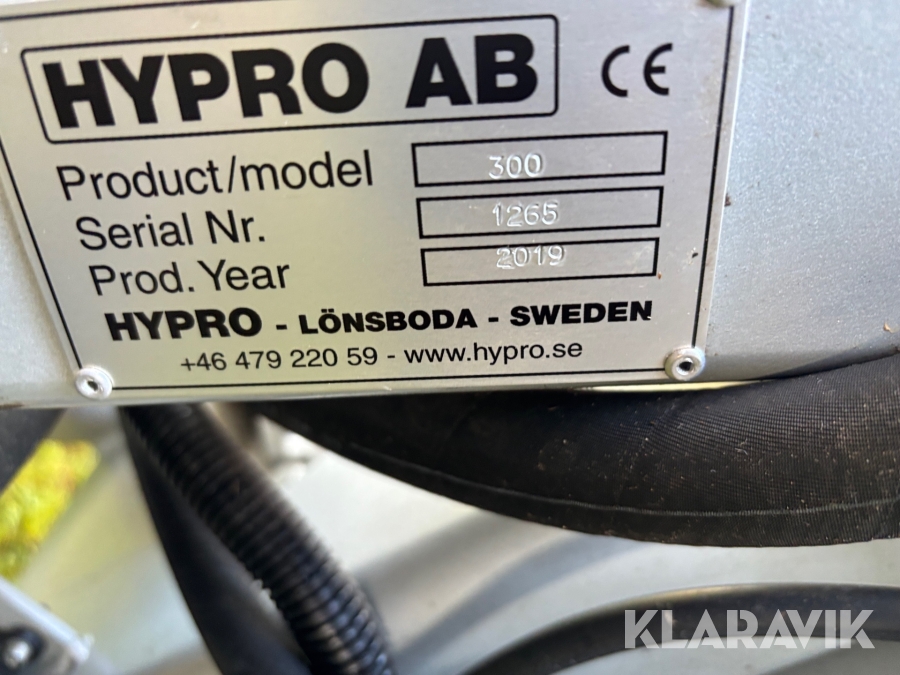 HYPRO AB CE
Product/model 300
Serial Nr. 1265
Prod. Year 2019
HYPRO - LÖNSBODA - SWEDEN
+46 479 220 59 - www.hypro.se
KLARAVIK